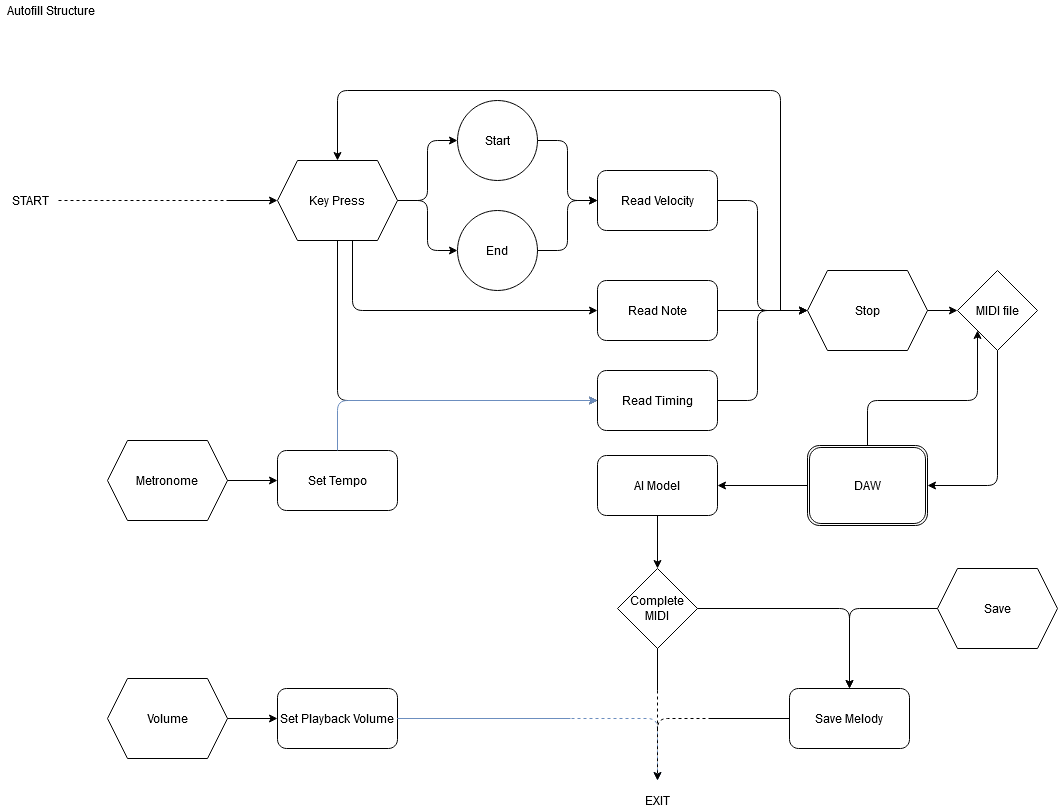 Autofill Structure
Start
START
Key Press
Read Velocity
End
Read Note
Stop
MIDI file
Read Timing
Metronome
Set Tempo
AI Model
DAW
Complete
MIDI
Save
Volume
Set Playback Volume
Save Melody
EXIT